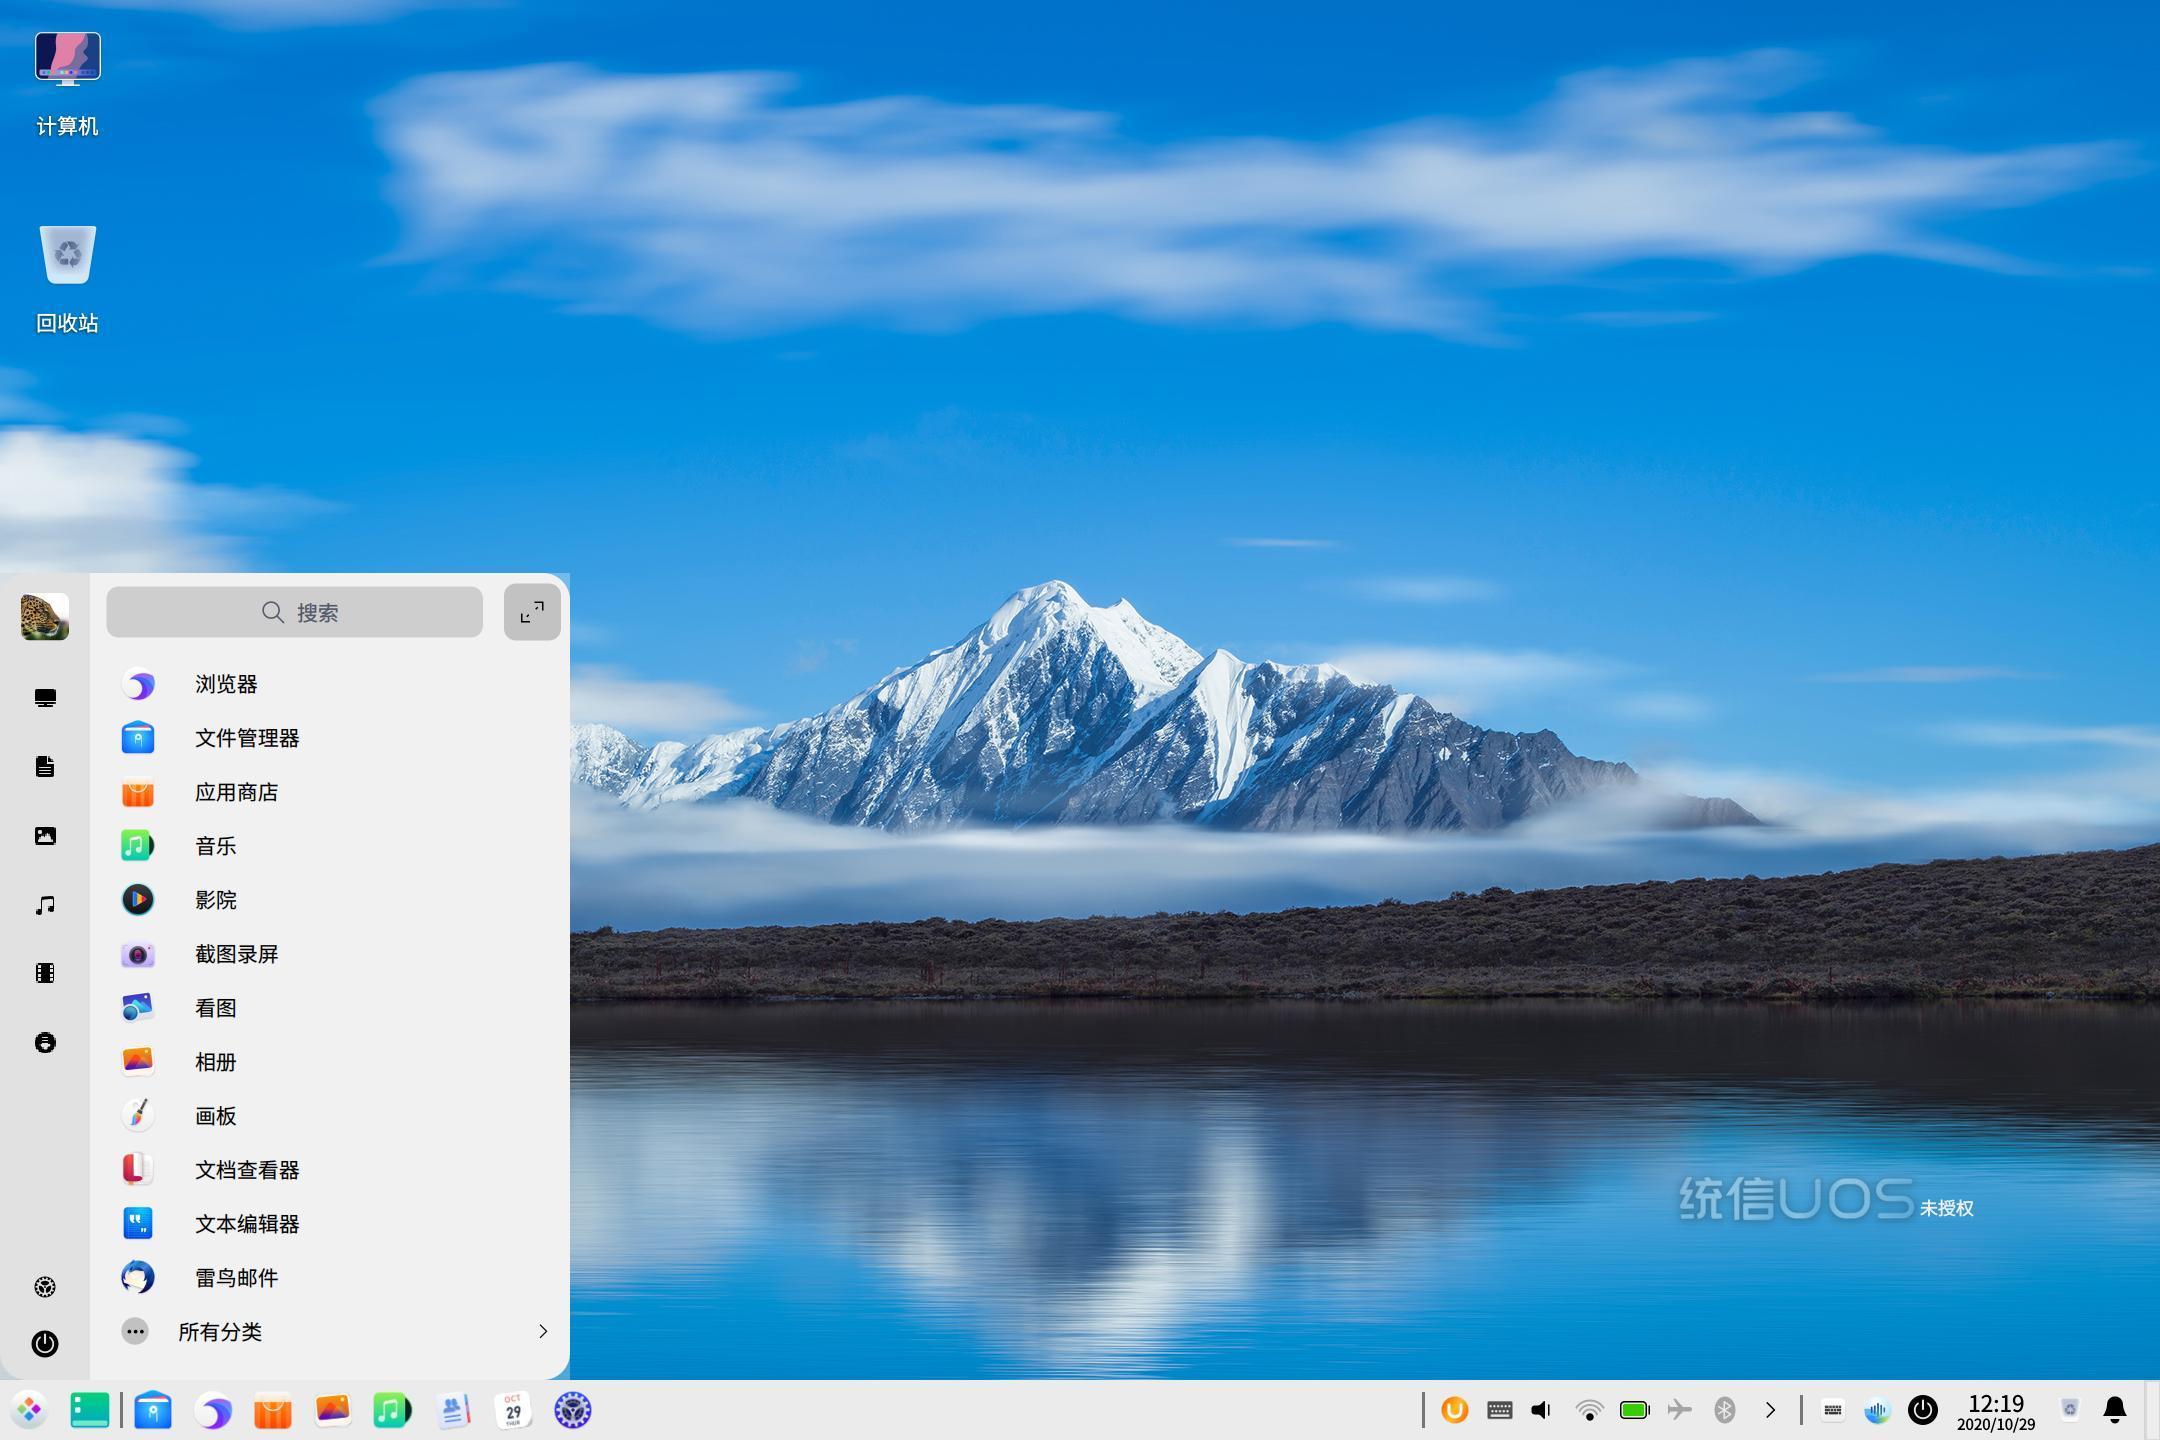 计算机
回收站
搜索
浏览器
文件管理器
应用商店
音乐
影院
截图录屏
看图
相册
画板
文档查看器
文本编辑器
雷鸟邮件
所有分类
统信UOS 未授权
OCT
29
THUR
12:19
2020/10/29